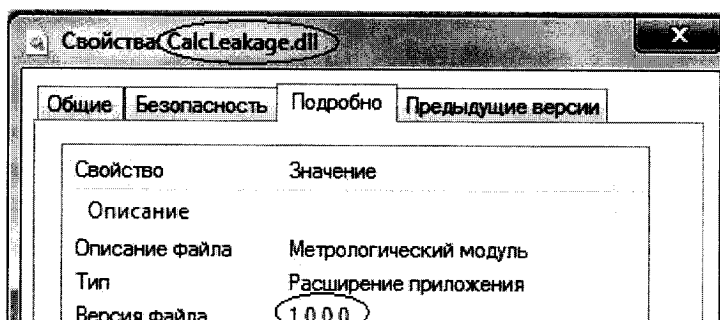 Свойства: CalcLeakage.dll
Общие Безопасность Подробно Предыдущие версии
Свойство Значение
Описание
Описание файла Метрологический модуль
Тип Расширение приложения
Версия файла 1.0.0.0